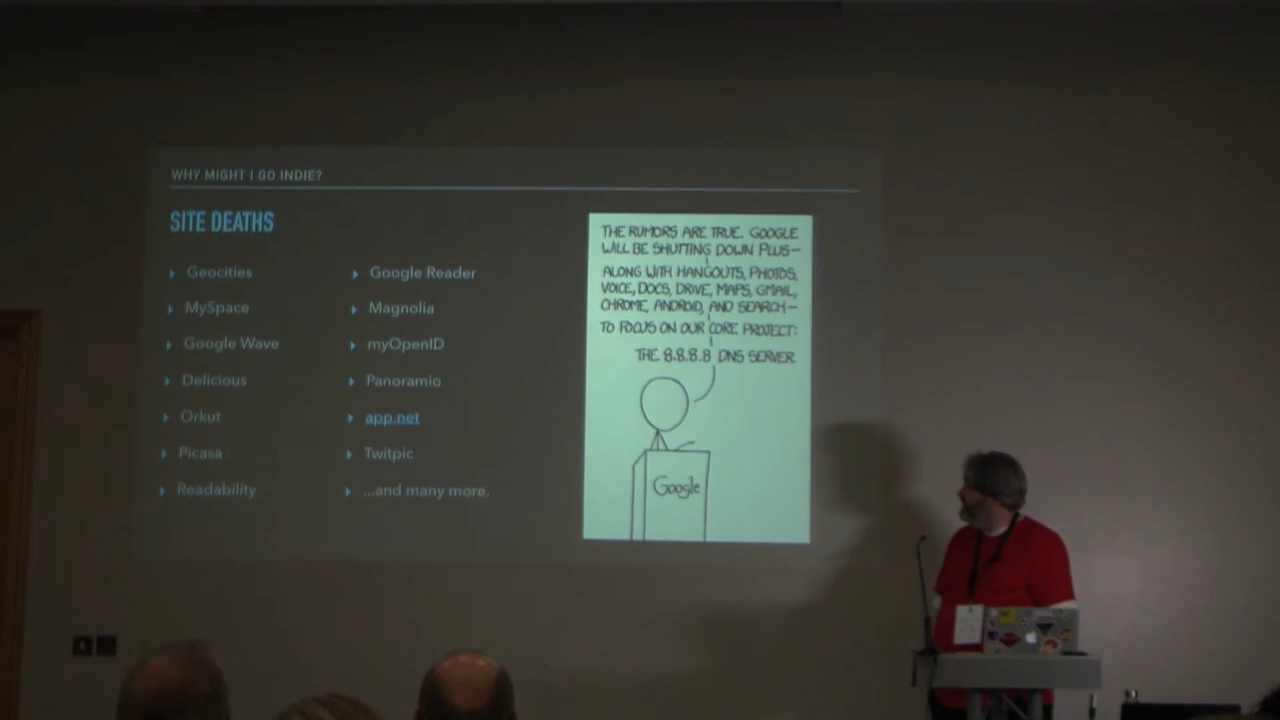 WHY MIGHT I GO INDIE?
SITE DEATHS
Geocities
MySpace
Google Wave
Delicious
Orkut
Picasa
Readability
Google Reader
Magnolia
myOpenID
Panoramio
app.net
Twitpic
...and many more.
THE RUMORS ARE TRUE. GOOGLE
WILL BE SHUTTING DOWN PLUS—
ALONG WITH HANGOUTS, PHOTOS,
VOICE, DOCS, DRIVE, MAPS, GMAIL,
CHROME, ANDROID, AND SEARCH—
TO FOCUS ON OUR CORE PROJECT:
THE 8.8.8.8 DNS SERVER.
Google